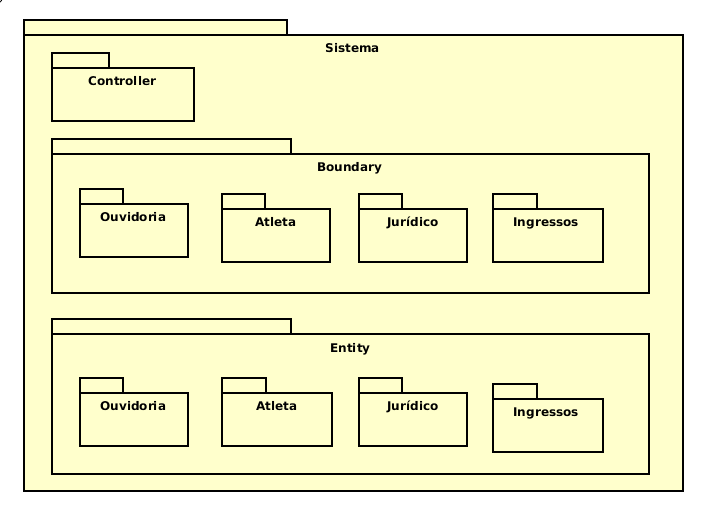 Sistema
Controller
Boundary
Ouvidoria
Atleta
Jurídico
Ingressos
Entity
Ouvidoria
Atleta
Jurídico
Ingressos